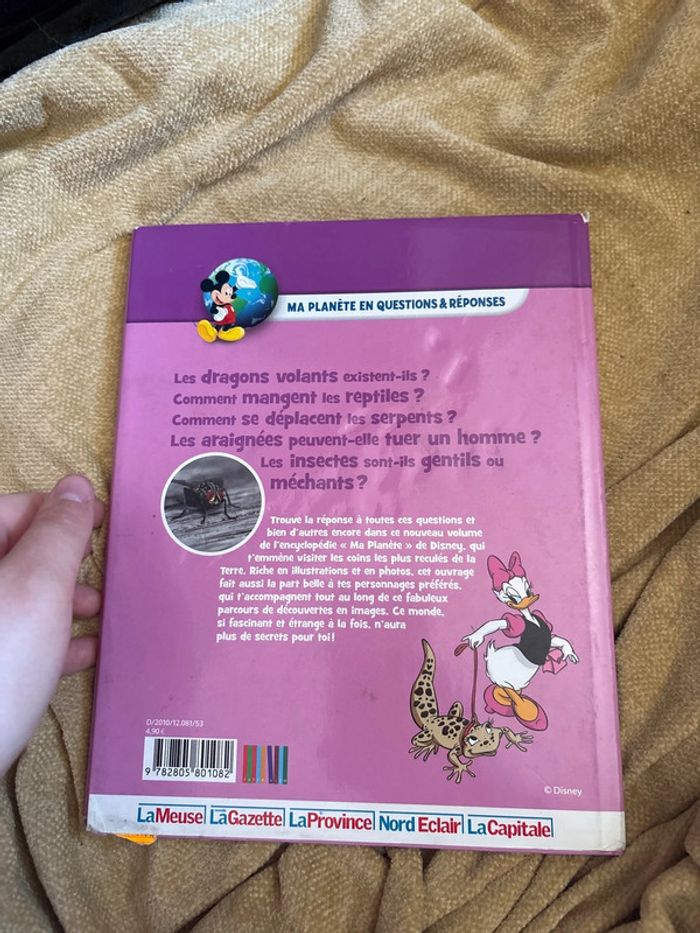 MA PLANÈTE EN QUESTIONS & RÉPONSES
Les dragons volants existent-ils ?
Comment mangent les reptiles ?
Comment se déplacent les serpents ?
Les araignées peuvent-elle tuer un homme ?
Les insectes sont-ils gentils ou
méchants ?
Trouve la réponse à toutes ces questions et
bien d'autres encore dans ce nouveau volume
de l'encyclopédie « Ma Planète » de Disney, qui
t'emmène visiter les coins les plus reculés de la
Terre. Riche en illustrations et en photos, cet ouvrage
fait aussi la part belle à tes personnages préférés,
qui t'accompagnent tout au long de ce fabuleux
parcours de découvertes en images. Ce monde,
si fascinant et étrange à la fois, n'aura
plus de secrets pour toi !
D/2010/12.081/53
4,90 €
9 782805 801082
© Disney
LaMeuse LaGazette LaProvince Nord Eclair LaCapitale